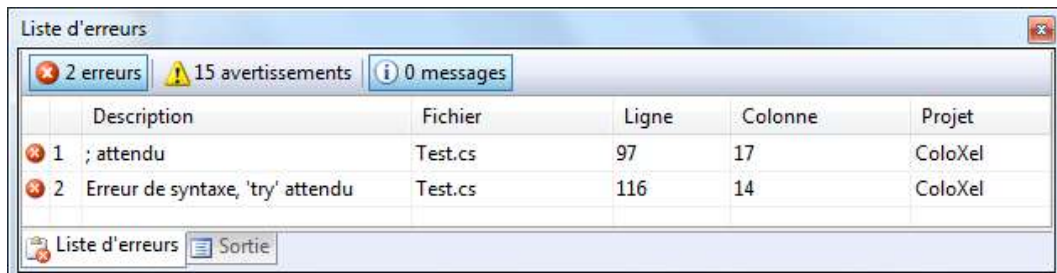 Liste d'erreurs
2 erreurs 15 avertissements i 0 messages
Description Fichier Ligne Colonne Projet
1 ; attendu Test.cs 97 17 ColoXel
2 Erreur de syntaxe, 'try' attendu Test.cs 116 14 ColoXel
Liste d'erreurs Sortie